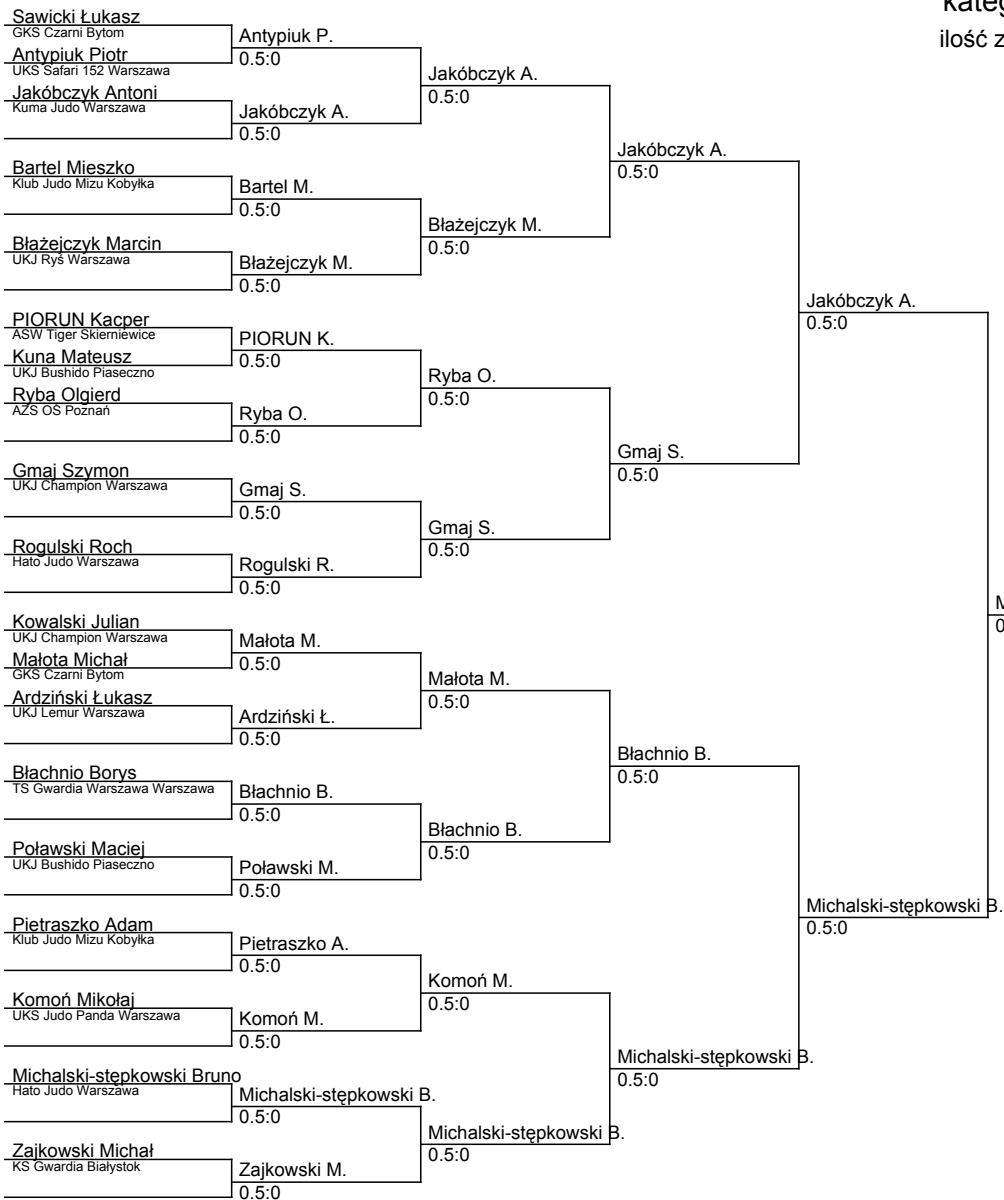 kateg
ilość z
Sawicki Łukasz
GKS Czarni Bytom
Antypiuk Piotr
UKS Safari 152 Warszawa
Jakóbczyk Antoni
Kuma Judo Warszawa
Bartel Mieszko
Klub Judo Mizu Kobyłka
Błażejczyk Marcin
UKJ Ryś Warszawa
PIORUN Kacper
ASW Tiger Skierniewice
Kuna Mateusz
UKJ Bushido Piaseczno
Ryba Olgierd
AZS OŚ Poznań
Gmaj Szymon
UKJ Champion Warszawa
Rogulski Roch
Hato Judo Warszawa
Kowalski Julian
UKJ Champion Warszawa
Małota Michał
GKS Czarni Bytom
Ardziński Łukasz
UKJ Lemur Warszawa
Błachnio Borys
TS Gwardia Warszawa Warszawa
Poławski Maciej
UKJ Bushido Piaseczno
Pietraszko Adam
Klub Judo Mizu Kobyłka
Komoń Mikołaj
UKS Judo Panda Warszawa
Michalski-stępkowski Bruno
Hato Judo Warszawa
Zajkowski Michał
KS Gwardia Białystok
Antypiuk P.
0.5:0
Jakóbczyk A.
0.5:0
Bartel M.
0.5:0
Błażejczyk M.
0.5:0
PIORUN K.
0.5:0
Ryba O.
0.5:0
Gmaj S.
0.5:0
Rogulski R.
0.5:0
Małota M.
0.5:0
Ardziński Ł.
0.5:0
Błachnio B.
0.5:0
Poławski M.
0.5:0
Pietraszko A.
0.5:0
Komoń M.
0.5:0
Michalski-stępkowski B.
0.5:0
Zajkowski M.
0.5:0
Jakóbczyk A.
0.5:0
Błażejczyk M.
0.5:0
Ryba O.
0.5:0
Gmaj S.
0.5:0
Małota M.
0.5:0
Błachnio B.
0.5:0
Komoń M.
0.5:0
Michalski-stępkowski B.
0.5:0
Jakóbczyk A.
0.5:0
Gmaj S.
0.5:0
Błachnio B.
0.5:0
Michalski-stępkowski B.
0.5:0
Jakóbczyk A.
0.5:0
Michalski-stępkowski B.
0.5:0